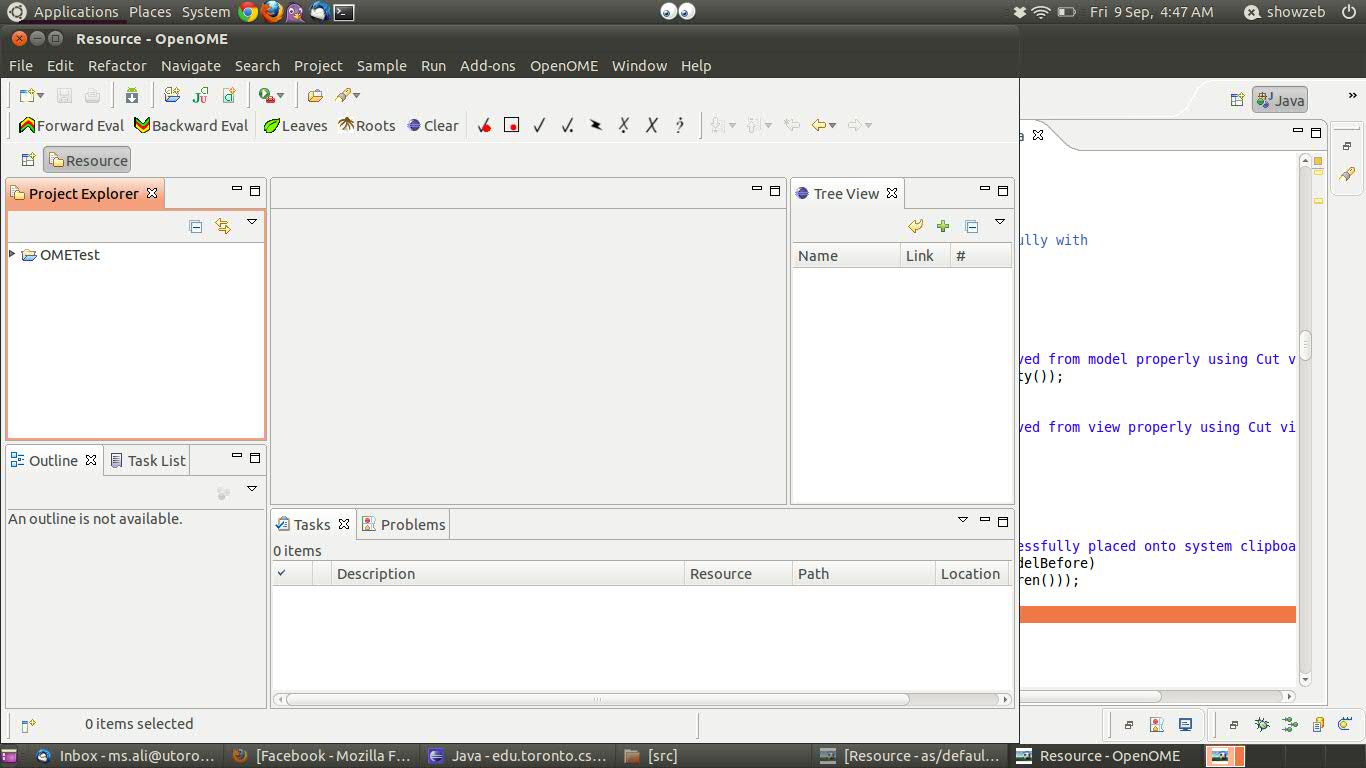 Applications Places System Fri 9 Sep, 4:47 AM showzeb
Resource - OpenOME
File Edit Refactor Navigate Search Project Sample Run Add-ons OpenOME Window Help
Java
Forward Eval Backward Eval Leaves Roots Clear
Resource
Project Explorer Tree View
Name Link #
OMETest
ully with
ved from model properly using Cut v
ty());
ved from view properly using Cut vi
Outline Task List
An outline is not available.
Tasks Problems
0 items
Description Resource Path Location
essfully placed onto system clipboa
delBefore)
ren()));
0 items selected
Inbox - ms.ali@utoro... [Facebook - Mozilla F... Java - edu.toronto.cs... [src] [Resource - as/defaul... Resource - OpenOME